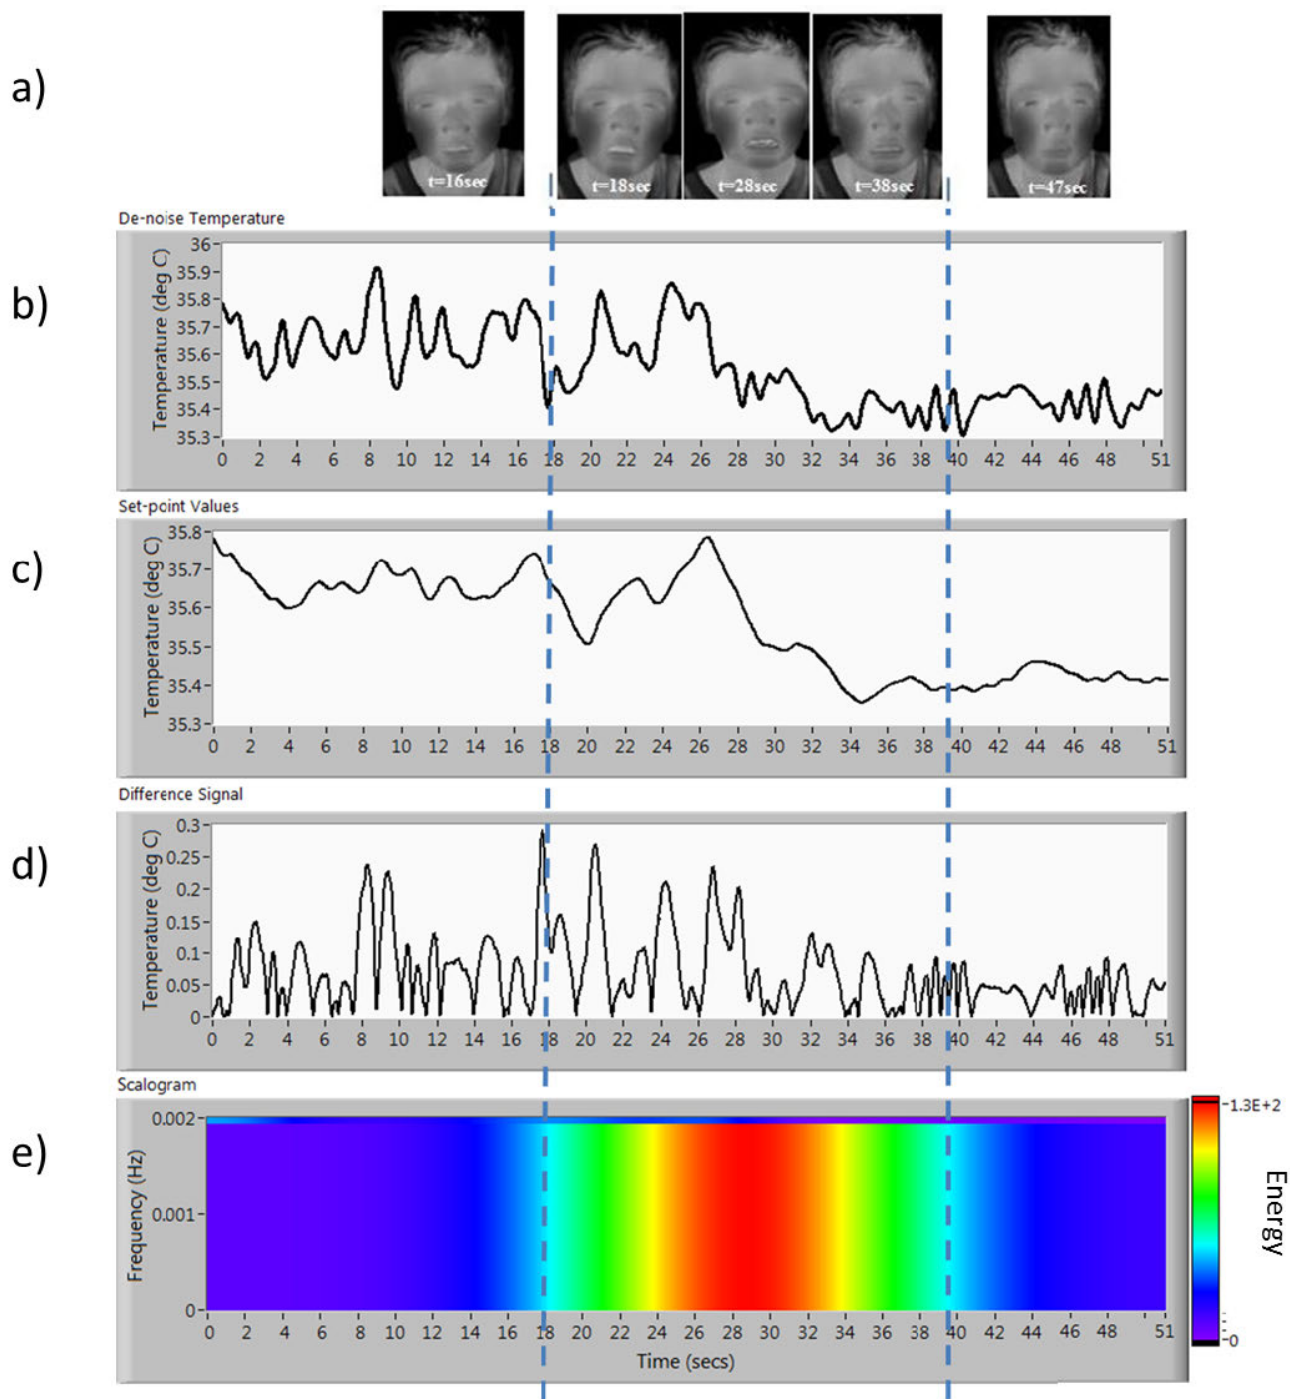 a)
t=16sec
t=18sec
t=28sec
t=38sec
t=47sec
De-noise Temperature
b)
Temperature (deg C)
36
35.9
35.8
35.7
35.6
35.5
35.4
35.3
0 2 4 6 8 10 12 14 16 18 20 22 24 26 28 30 32 34 36 38 40 42 44 46 48 51
Set-point Values
c)
Temperature (deg C)
35.8
35.7
35.6
35.5
35.4
35.3
0 2 4 6 8 10 12 14 16 18 20 22 24 26 28 30 32 34 36 38 40 42 44 46 48 51
Difference Signal
d)
Temperature (deg C)
0.3
0.25
0.2
0.15
0.1
0.05
0
0 2 4 6 8 10 12 14 16 18 20 22 24 26 28 30 32 34 36 38 40 42 44 46 48 51
Scalogram
e)
Frequency (Hz)
0.002
0.001
0
1.3E+2
0
Energy
0 2 4 6 8 10 12 14 16 18 20 22 24 26 28 30 32 34 36 38 40 42 44 46 48 51
Time (secs)